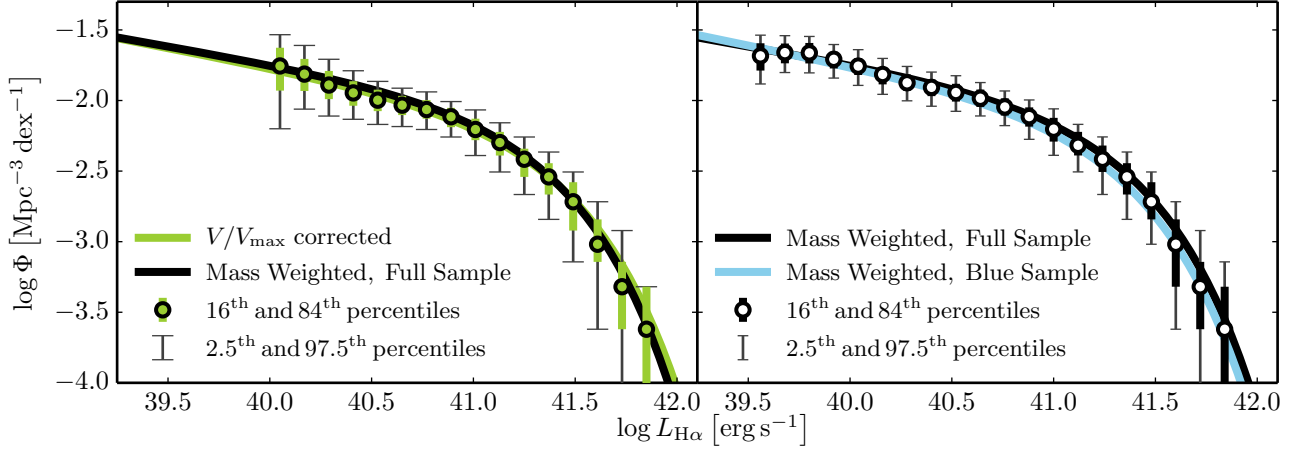 −1.5
−2.0
−2.5
−3.0
−3.5
−4.0
log Φ [Mpc⁻³ dex⁻¹]
V/Vmax corrected
Mass Weighted, Full Sample
16th and 84th percentiles
2.5th and 97.5th percentiles
Mass Weighted, Full Sample
Mass Weighted, Blue Sample
16th and 84th percentiles
2.5th and 97.5th percentiles
39.5 40.0 40.5 41.0 41.5 42.0 39.5 40.0 40.5 41.0 41.5 42.0
log LHα [erg s⁻¹]